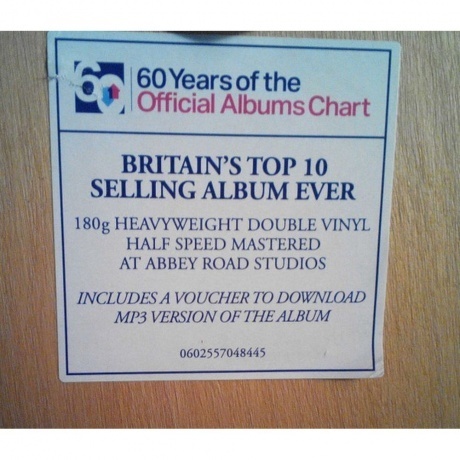 60
60 Years of the
Official Albums Chart
BRITAIN'S TOP 10
SELLING ALBUM EVER
180g HEAVYWEIGHT DOUBLE VINYL
HALF SPEED MASTERED
AT ABBEY ROAD STUDIOS
INCLUDES A VOUCHER TO DOWNLOAD
MP3 VERSION OF THE ALBUM
0602557048445